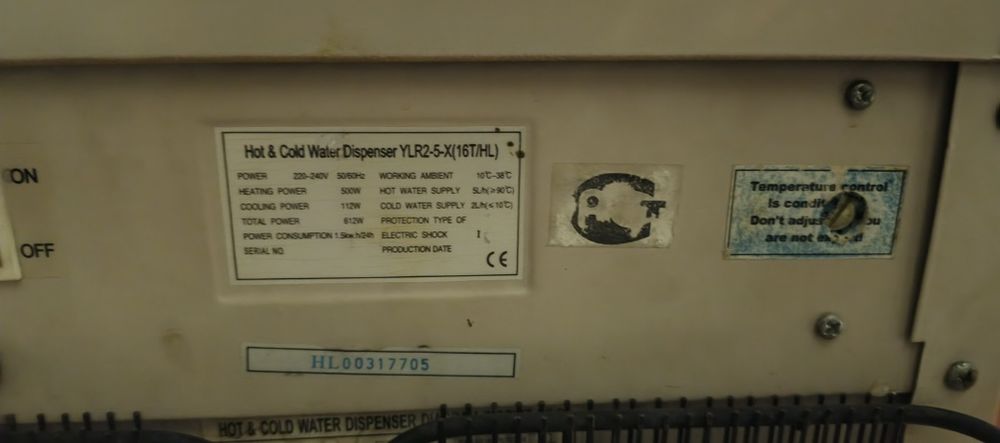 ON
OFF
Hot & Cold Water Dispenser YLR2-5-X(16T/HL)
POWER 220-240V 50/60Hz WORKING AMBIENT 10℃-38℃
HEATING POWER 500W HOT WATER SUPPLY 5L/h(≥90℃)
COOLING POWER 112W COLD WATER SUPPLY 2L/h(≤10℃)
TOTAL POWER 612W PROTECTION TYPE OF
POWER CONSUMPTION 1.5kw.h/24h ELECTRIC SHOCK I
SERIAL NO. PRODUCTION DATE
CE
Temperature control
is
Don't
are not
HL00317705
HOT & COLD WATER DISPENSER